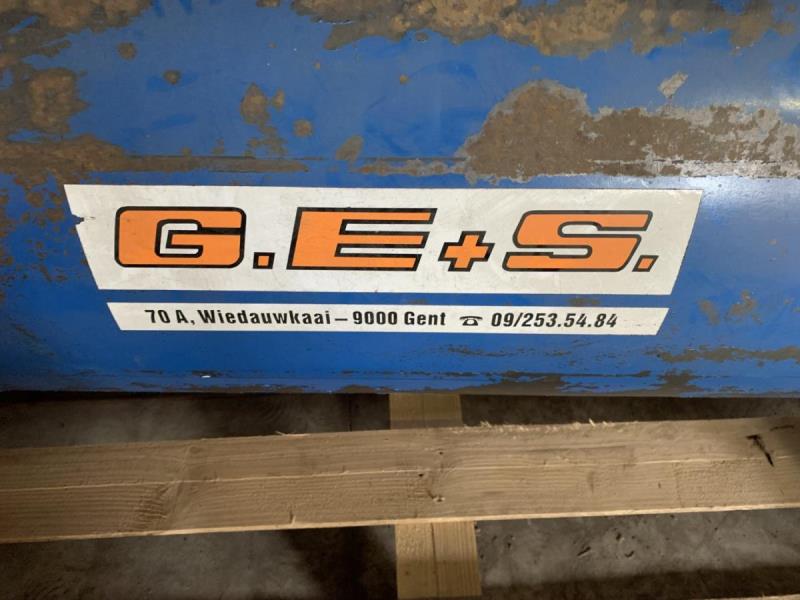 G.E+S.
70 A, Wiedauwkaai – 9000 Gent ☎ 09/253.54.84